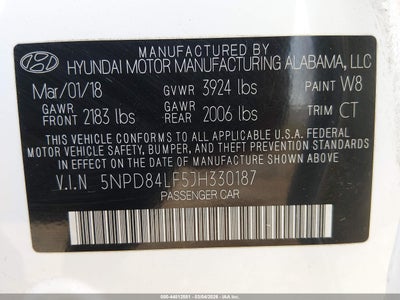 MANUFACTURED BY
HYUNDAI MOTOR MANUFACTURING ALABAMA, LLC
Mar/01/18 GVWR 3924 lbs PAINT W8
GAWR FRONT 2183 lbs GAWR REAR 2006 lbs TRIM CT
THIS VEHICLE CONFORMS TO ALL APPLICABLE U.S.A. FEDERAL
MOTOR VEHICLE SAFETY, BUMPER, AND THEFT PREVENTION STANDARDS
IN EFFECT ON THE DATE OF MANUFACTURE SHOWN ABOVE.
V.I.N 5NPD84LF5JH330187
PASSENGER CAR